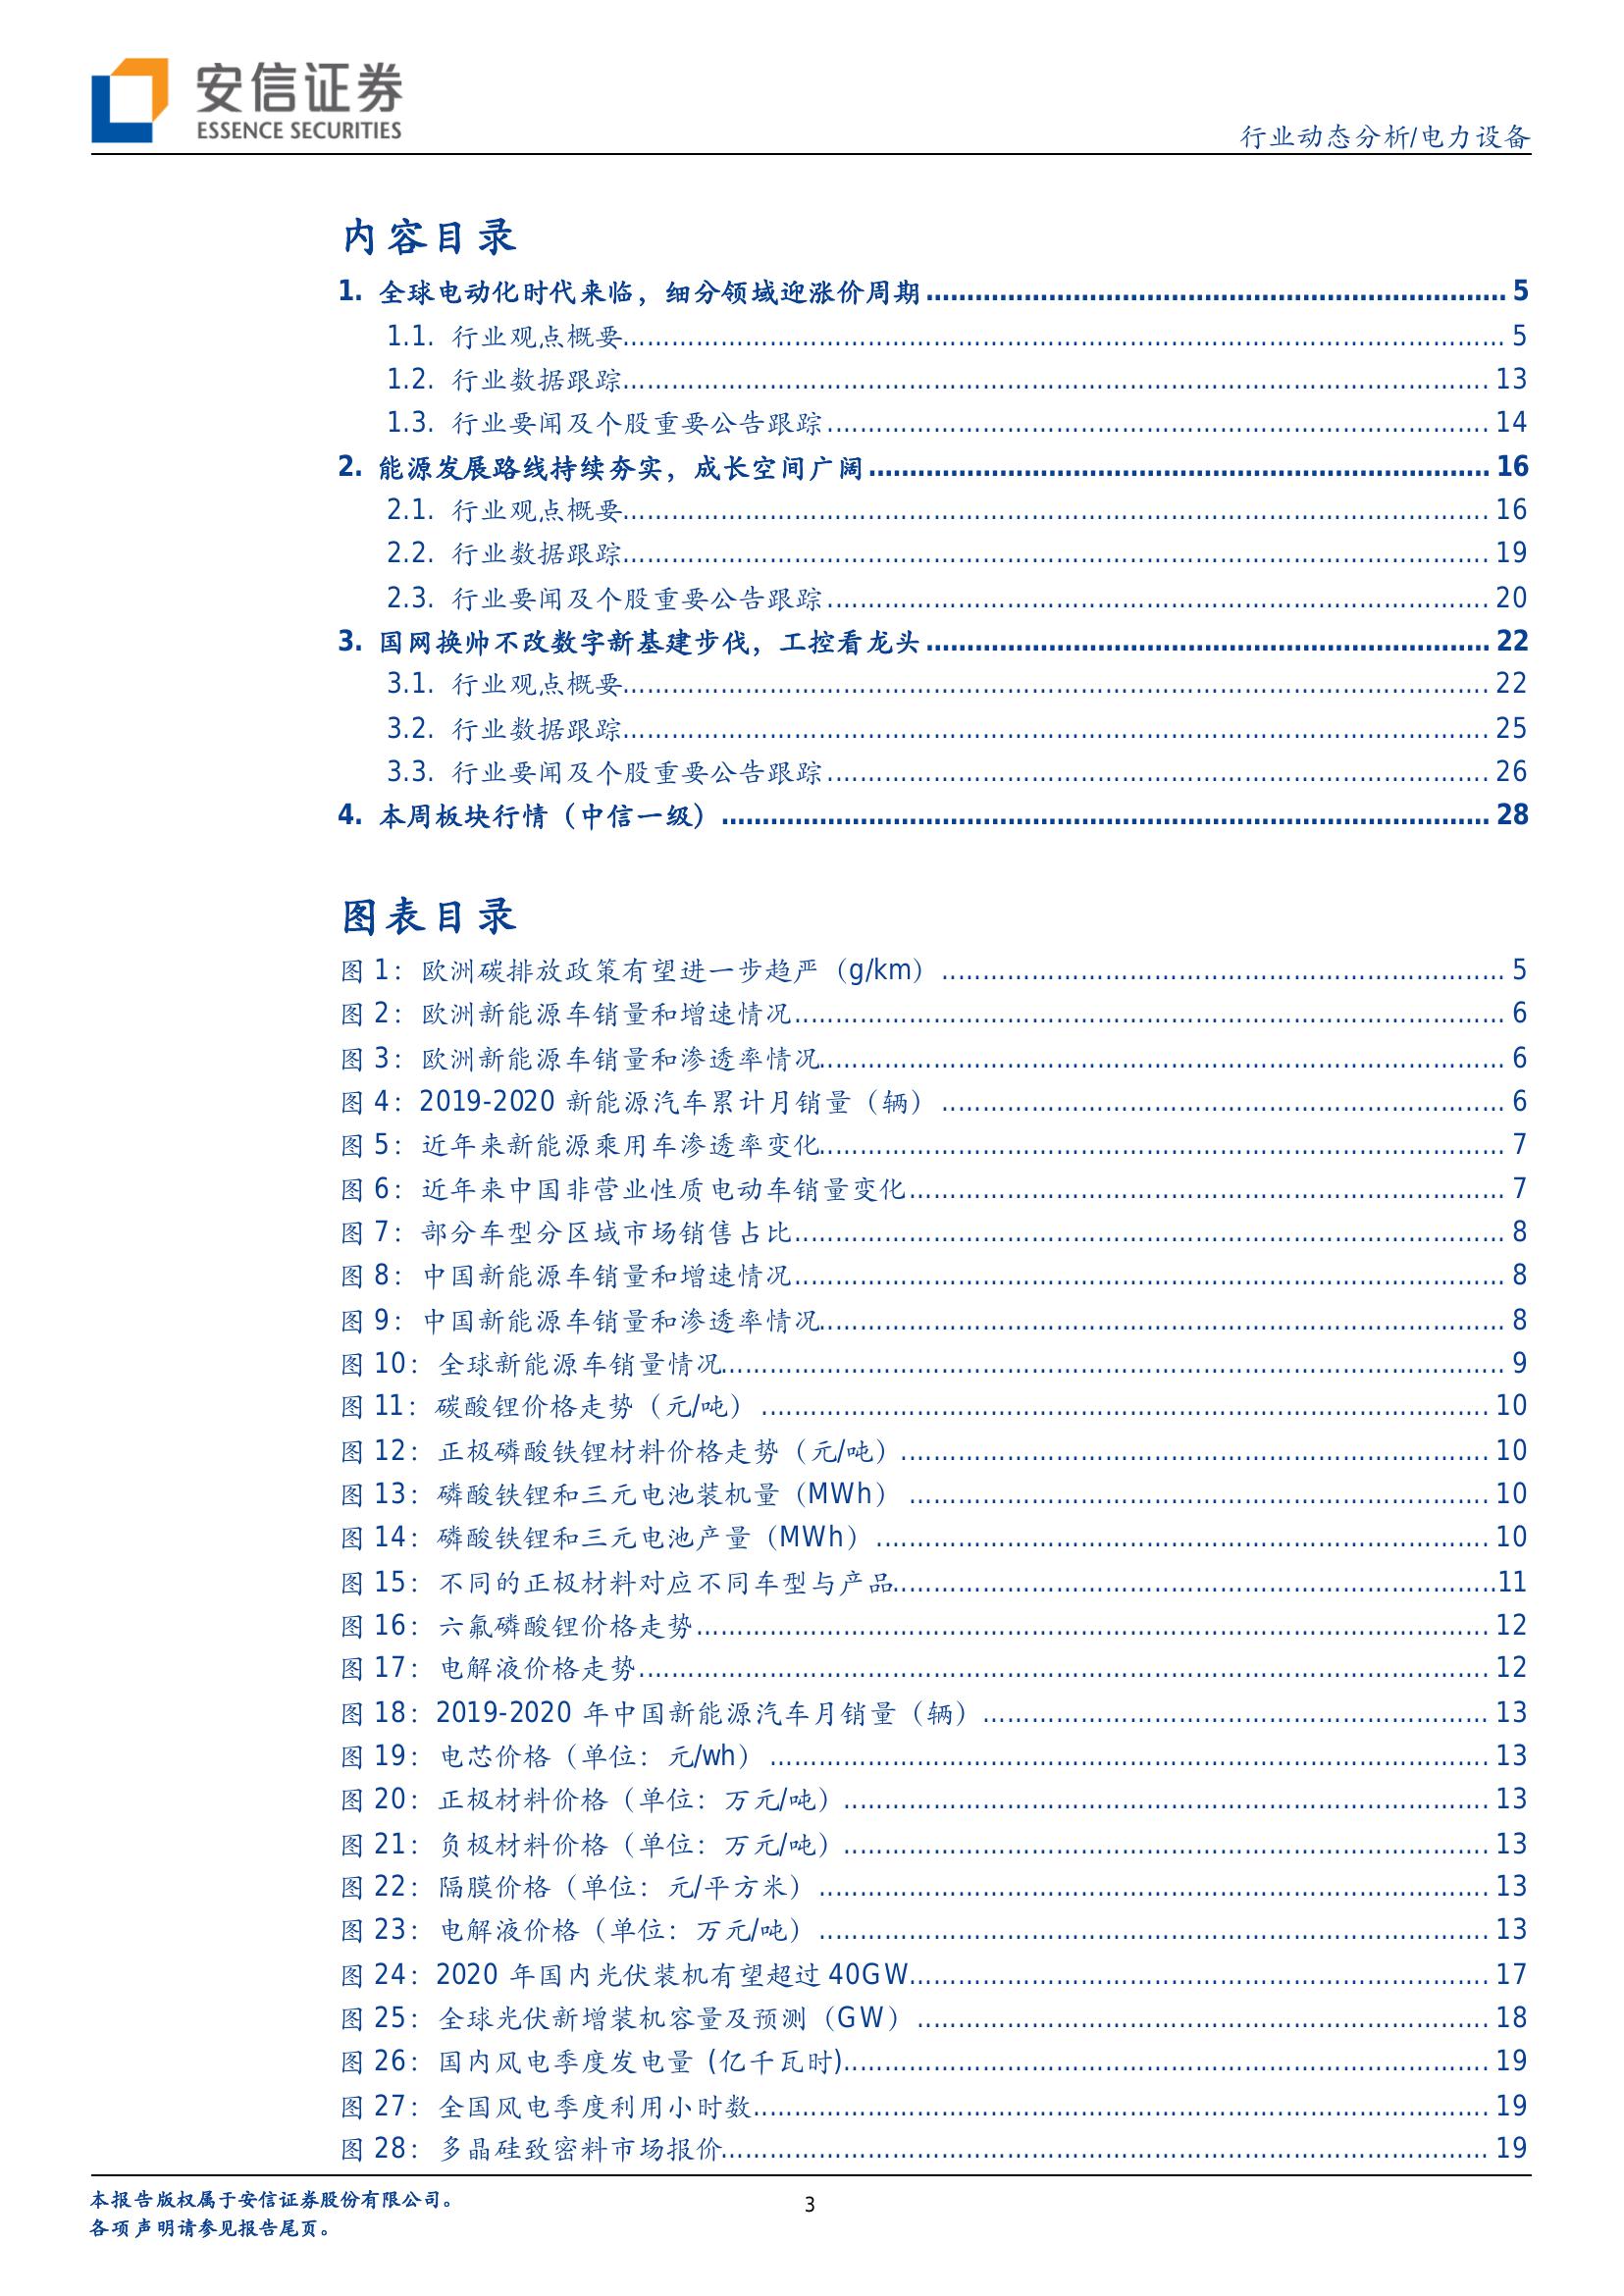 安信证券
ESSENCE SECURITIES
行业动态分析/电力设备
内容目录
1. 全球电动化时代来临，细分领域迎涨价周期 5
1.1. 行业观点概要 5
1.2. 行业数据跟踪 13
1.3. 行业要闻及个股重要公告跟踪 14
2. 能源发展路线持续夯实，成长空间广阔 16
2.1. 行业观点概要 16
2.2. 行业数据跟踪 19
2.3. 行业要闻及个股重要公告跟踪 20
3. 国网换帅不改数字新基建步伐，工控看龙头 22
3.1. 行业观点概要 22
3.2. 行业数据跟踪 25
3.3. 行业要闻及个股重要公告跟踪 26
4. 本周板块行情（中信一级） 28
图表目录
图 1：欧洲碳排放政策有望进一步趋严（g/km） 5
图 2：欧洲新能源车销量和增速情况 6
图 3：欧洲新能源车销量和渗透率情况 6
图 4：2019-2020 新能源汽车累计月销量（辆） 6
图 5：近年来新能源乘用车渗透率变化 7
图 6：近年来中国非营业性质电动车销量变化 7
图 7：部分车型分区域市场销售占比 8
图 8：中国新能源车销量和增速情况 8
图 9：中国新能源车销量和渗透率情况 8
图 10：全球新能源车销量情况 9
图 11：碳酸锂价格走势（元/吨） 10
图 12：正极磷酸铁锂材料价格走势（元/吨） 10
图 13：磷酸铁锂和三元电池装机量（MWh） 10
图 14：磷酸铁锂和三元电池产量（MWh） 10
图 15：不同的正极材料对应不同车型与产品 11
图 16：六氟磷酸锂价格走势 12
图 17：电解液价格走势 12
图 18：2019-2020 年中国新能源汽车月销量（辆） 13
图 19：电芯价格（单位：元/wh） 13
图 20：正极材料价格（单位：万元/吨） 13
图 21：负极材料价格（单位：万元/吨） 13
图 22：隔膜价格（单位：元/平方米） 13
图 23：电解液价格（单位：万元/吨） 13
图 24：2020 年国内光伏装机有望超过 40GW 17
图 25：全球光伏新增装机容量及预测（GW） 18
图 26：国内风电季度发电量 (亿千瓦时) 19
图 27：全国风电季度利用小时数 19
图 28：多晶硅致密料市场报价 19
本报告版权属于安信证券股份有限公司。
3
各项声明请参见报告尾页。